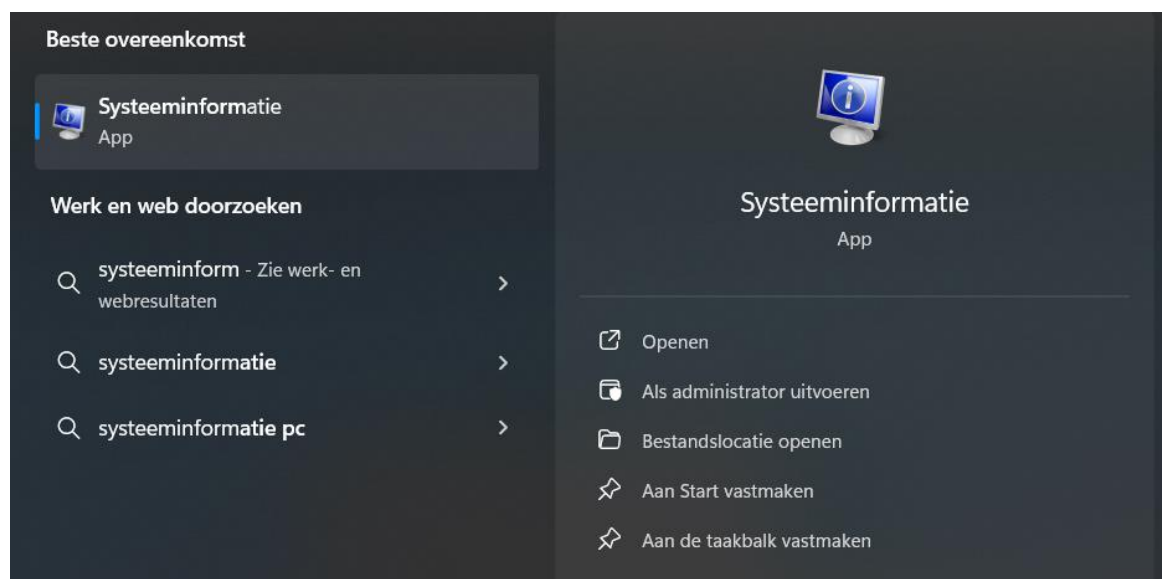 Beste overeenkomst
Systeeminformatie
App
Werk en web doorzoeken
systeeminform - Zie werk- en
webresultaten
systeeminformatie
systeeminformatie pc
Systeeminformatie
App
Openen
Als administrator uitvoeren
Bestandslocatie openen
Aan Start vastmaken
Aan de taakbalk vastmaken